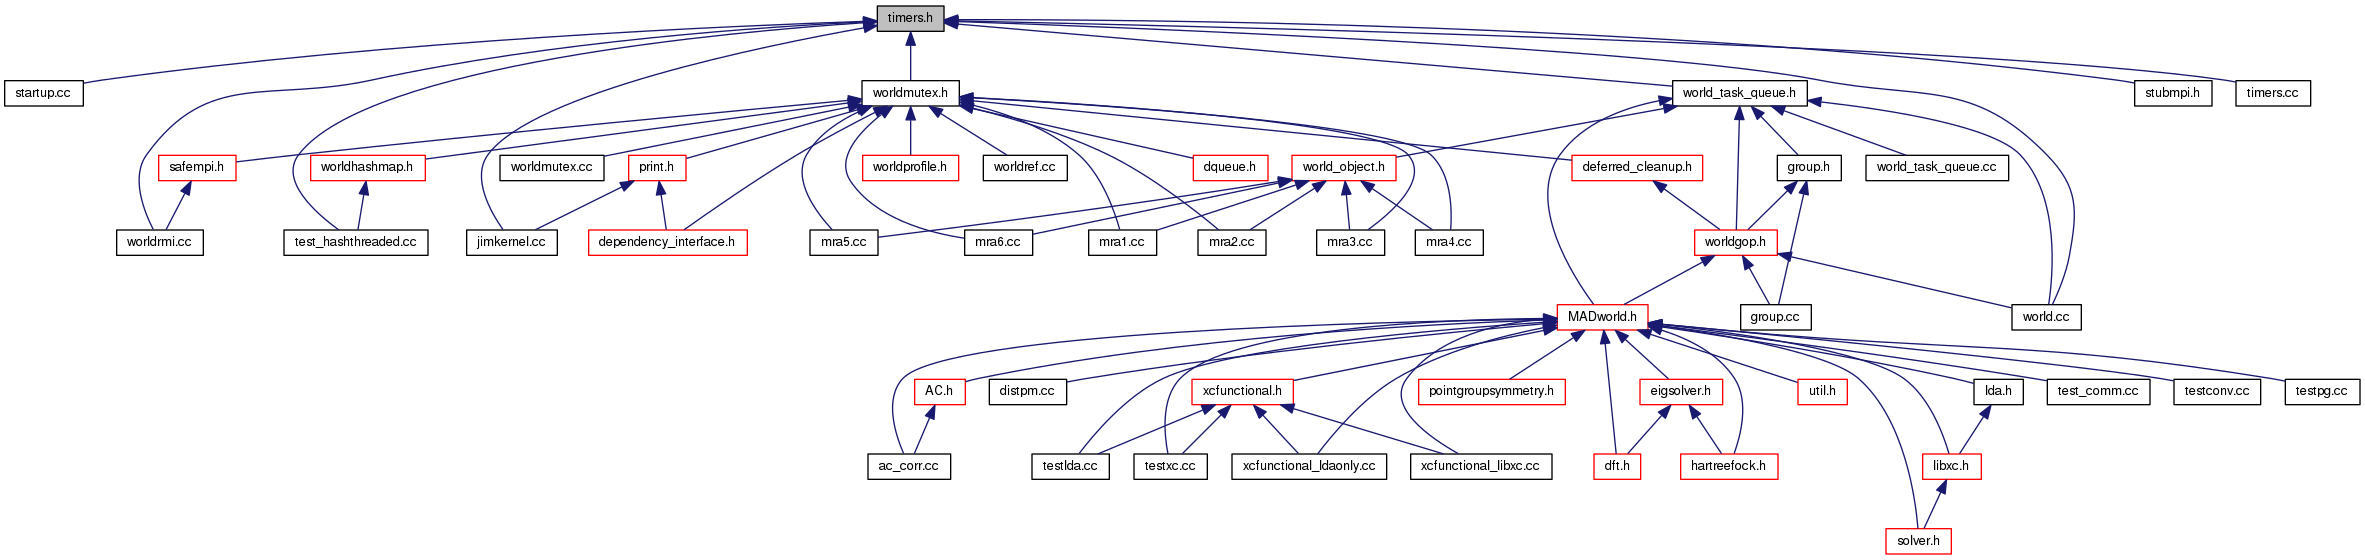 timers.h
startup.cc
worldmutex.h
world_task_queue.h
stubmpi.h
timers.cc
safempi.h
worldhashmap.h
worldmutex.cc
print.h
worldprofile.h
worldref.cc
dqueue.h
world_object.h
deferred_cleanup.h
group.h
world_task_queue.cc
worldrmi.cc
test_hashthreaded.cc
jimkernel.cc
dependency_interface.h
mra5.cc
mra6.cc
mra1.cc
mra2.cc
mra3.cc
mra4.cc
worldgop.h
MADworld.h
group.cc
world.cc
AC.h
distpm.cc
xcfunctional.h
pointgroupsymmetry.h
eigsolver.h
util.h
lda.h
test_comm.cc
testconv.cc
testpg.cc
ac_corr.cc
testlda.cc
testxc.cc
xcfunctional_ldaonly.cc
xcfunctional_libxc.cc
dft.h
hartreefock.h
libxc.h
solver.h